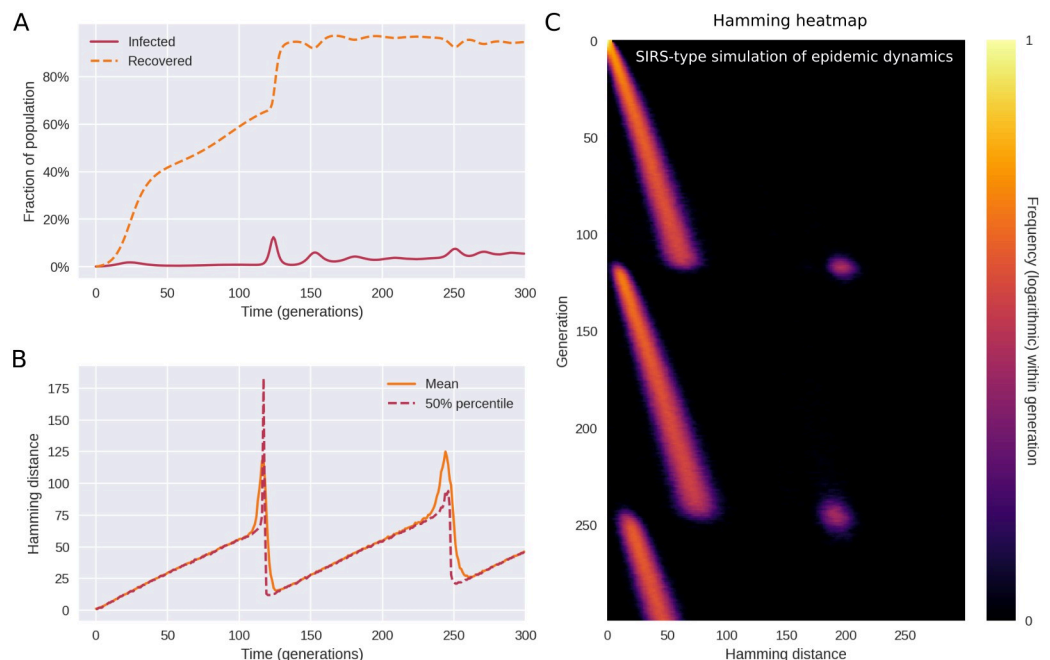 A
Infected
Recovered
80%
60%
40%
20%
0%
Fraction of population
0
50
100
150
200
250
300
Time (generations)
B
Mean
50% percentile
175
150
125
100
75
50
25
0
Hamming distance
0
50
100
150
200
250
300
Time (generations)
C
Hamming heatmap
SIRS-type simulation of epidemic dynamics
0
50
100
150
200
250
Generation
0
50
100
150
200
250
Hamming distance
1
0
Frequency (logarithmic) within generation